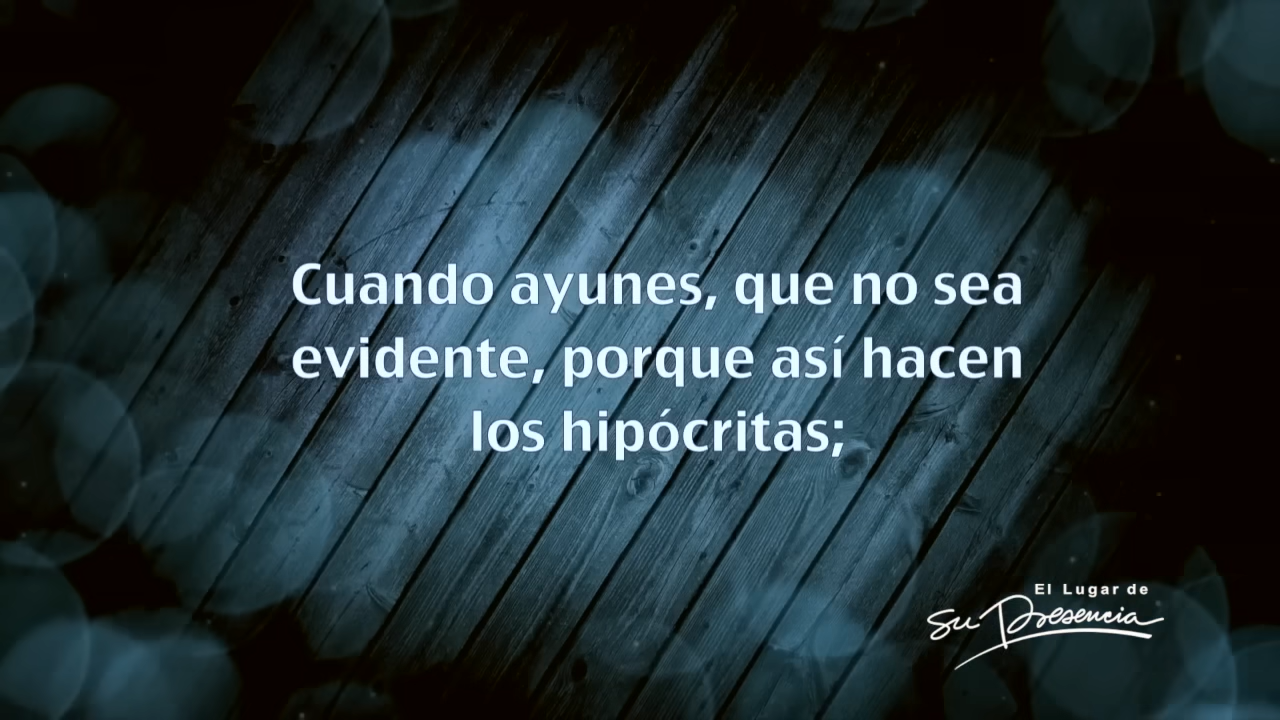 Cuando ayunes, que no sea
evidente, porque así hacen
los hipócritas;
El Lugar de
Su Presencia